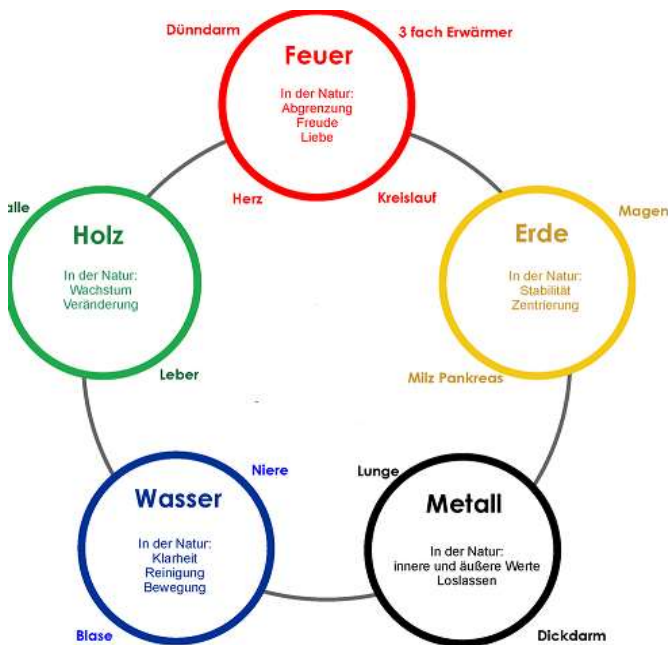 Dünndarm
3 fach Erwärmer
Feuer
In der Natur:
Abgrenzung
Freude
Liebe
Herz
Kreislauf
alle
Holz
In der Natur:
Wachstum
Veränderung
Leber
Magen
Erde
In der Natur:
Stabilität
Zentrierung
Milz Pankreas
Niere
Wasser
In der Natur:
Klarheit
Reinigung
Bewegung
Blase
Lunge
Metall
In der Natur:
innere und äußere Werte
Loslassen
Dickdarm